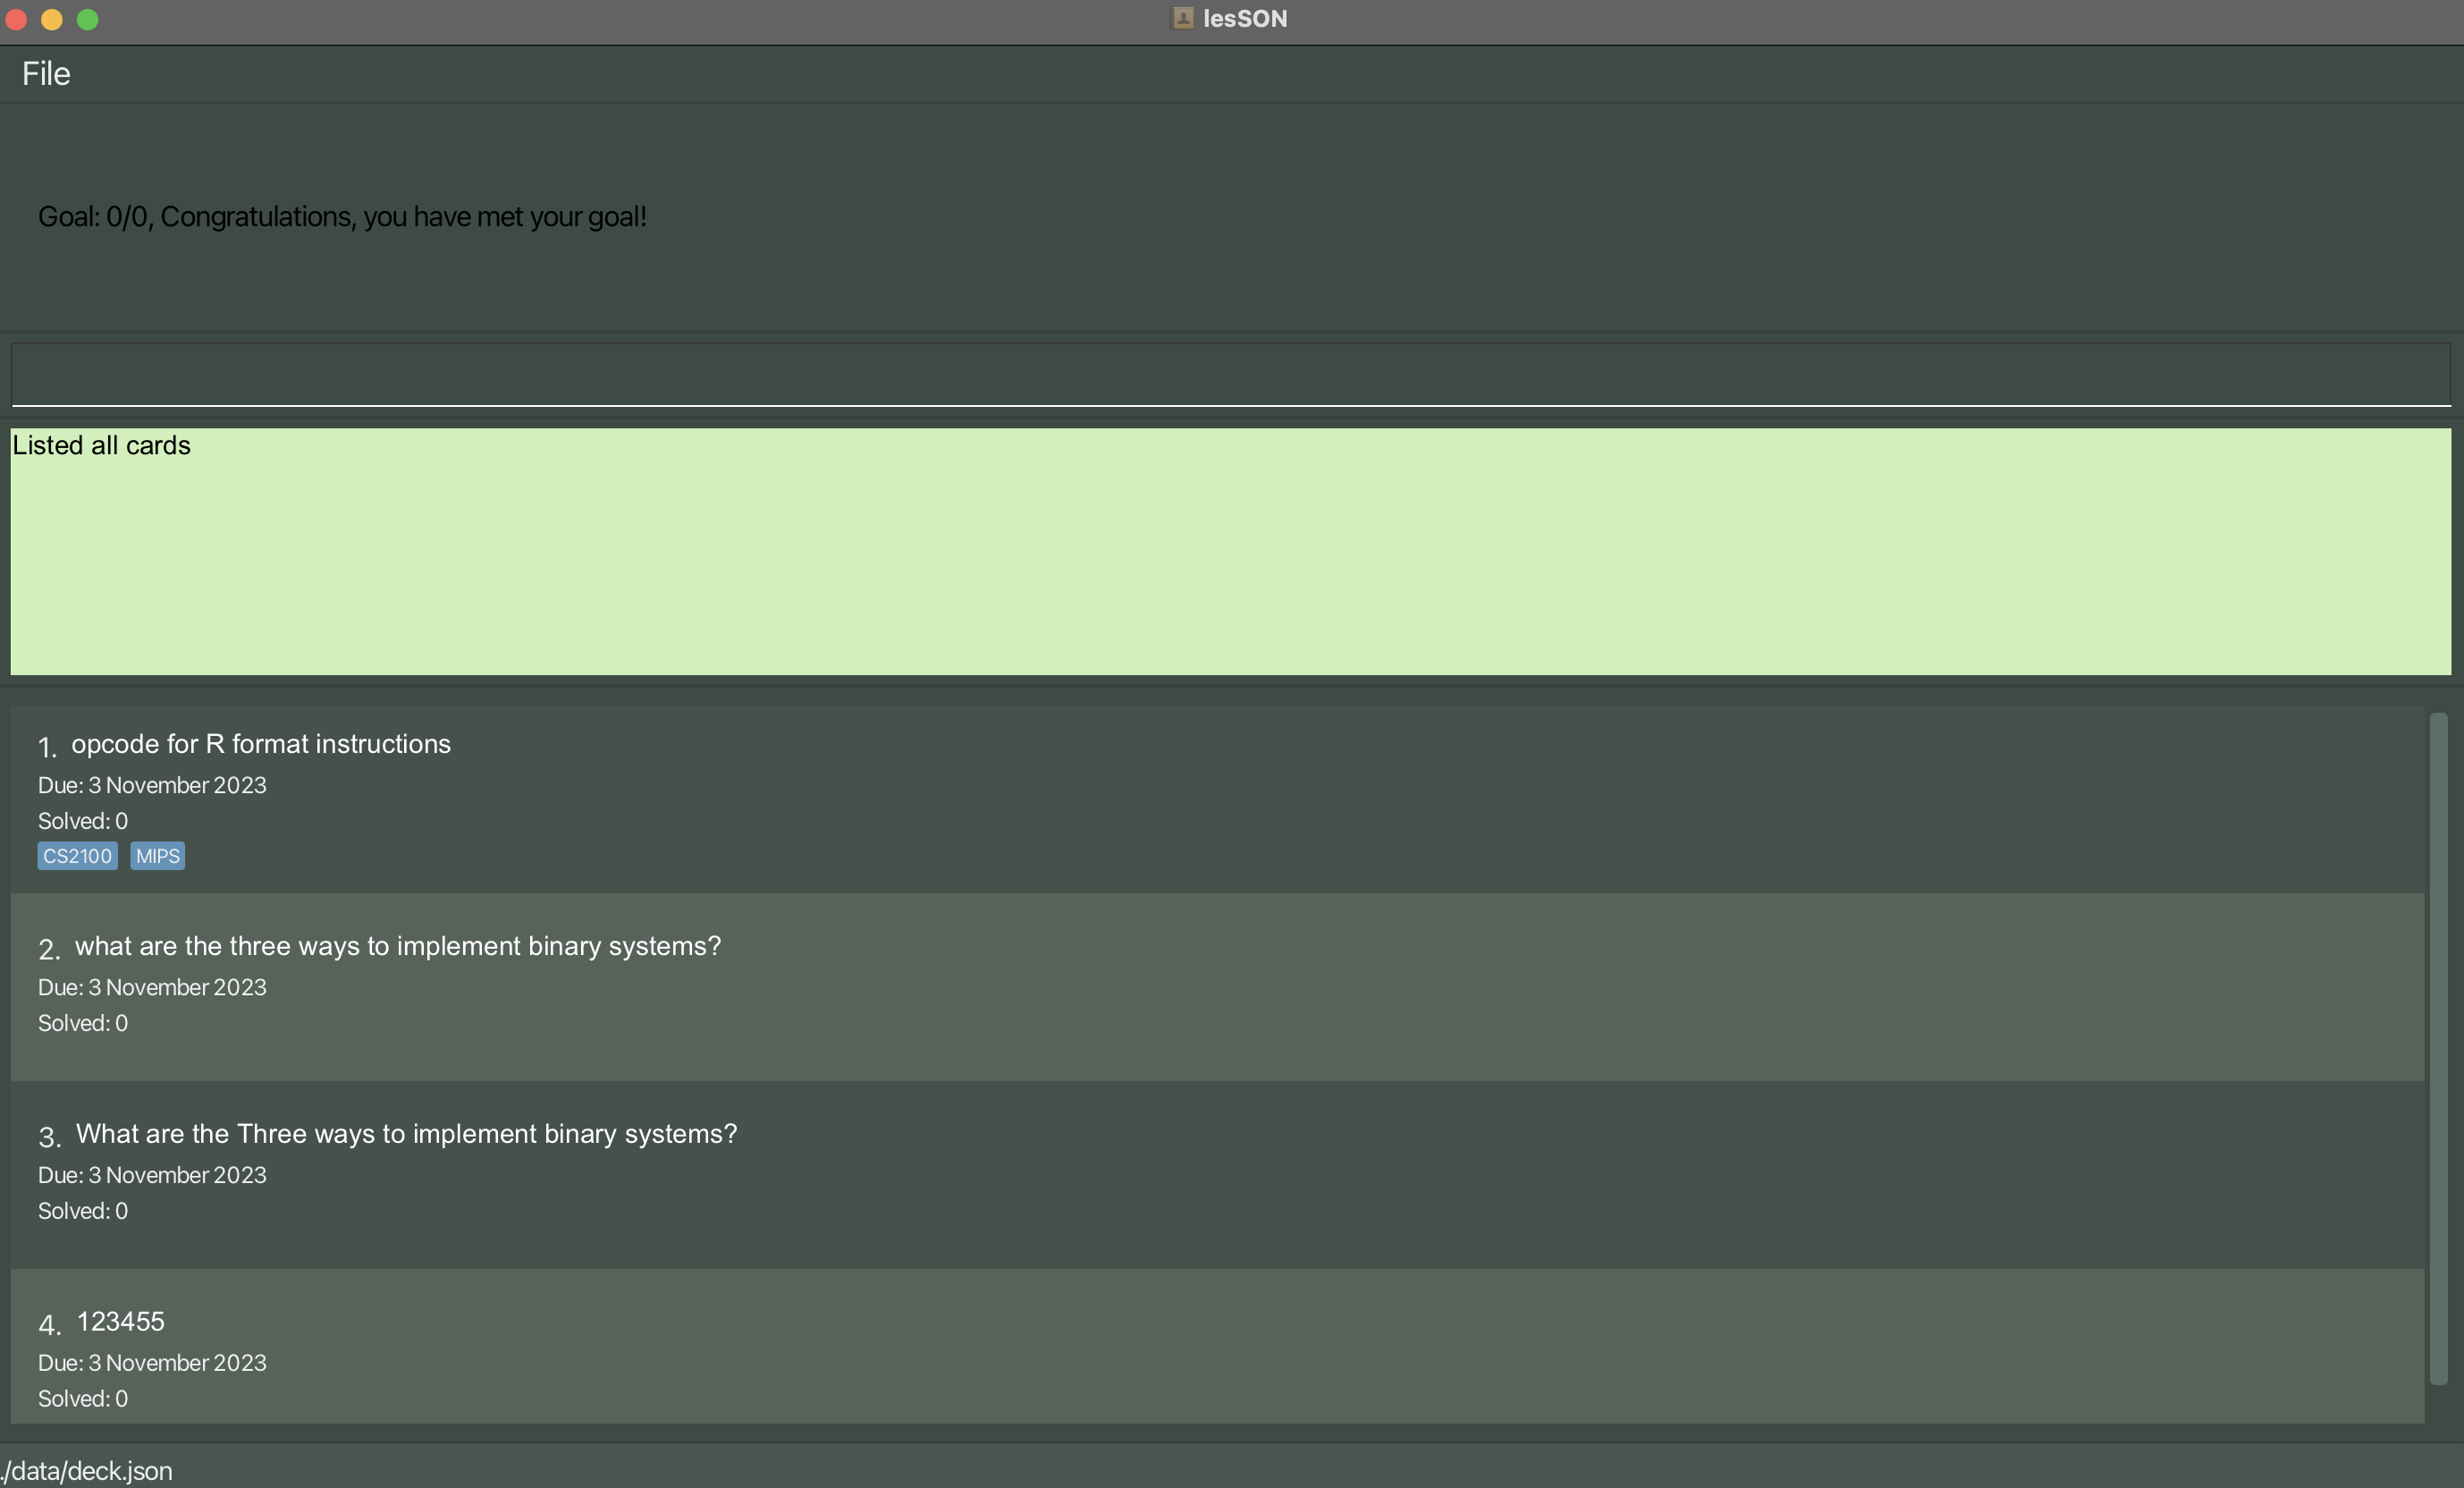 lesSON
File
Goal: 0/0, Congratulations, you have met your goal!
Listed all cards
1. opcode for R format instructions
Due: 3 November 2023
Solved: 0
CS2100 MIPS
2. what are the three ways to implement binary systems?
Due: 3 November 2023
Solved: 0
3. What are the Three ways to implement binary systems?
Due: 3 November 2023
Solved: 0
4. 123455
Due: 3 November 2023
Solved: 0
./data/deck.json